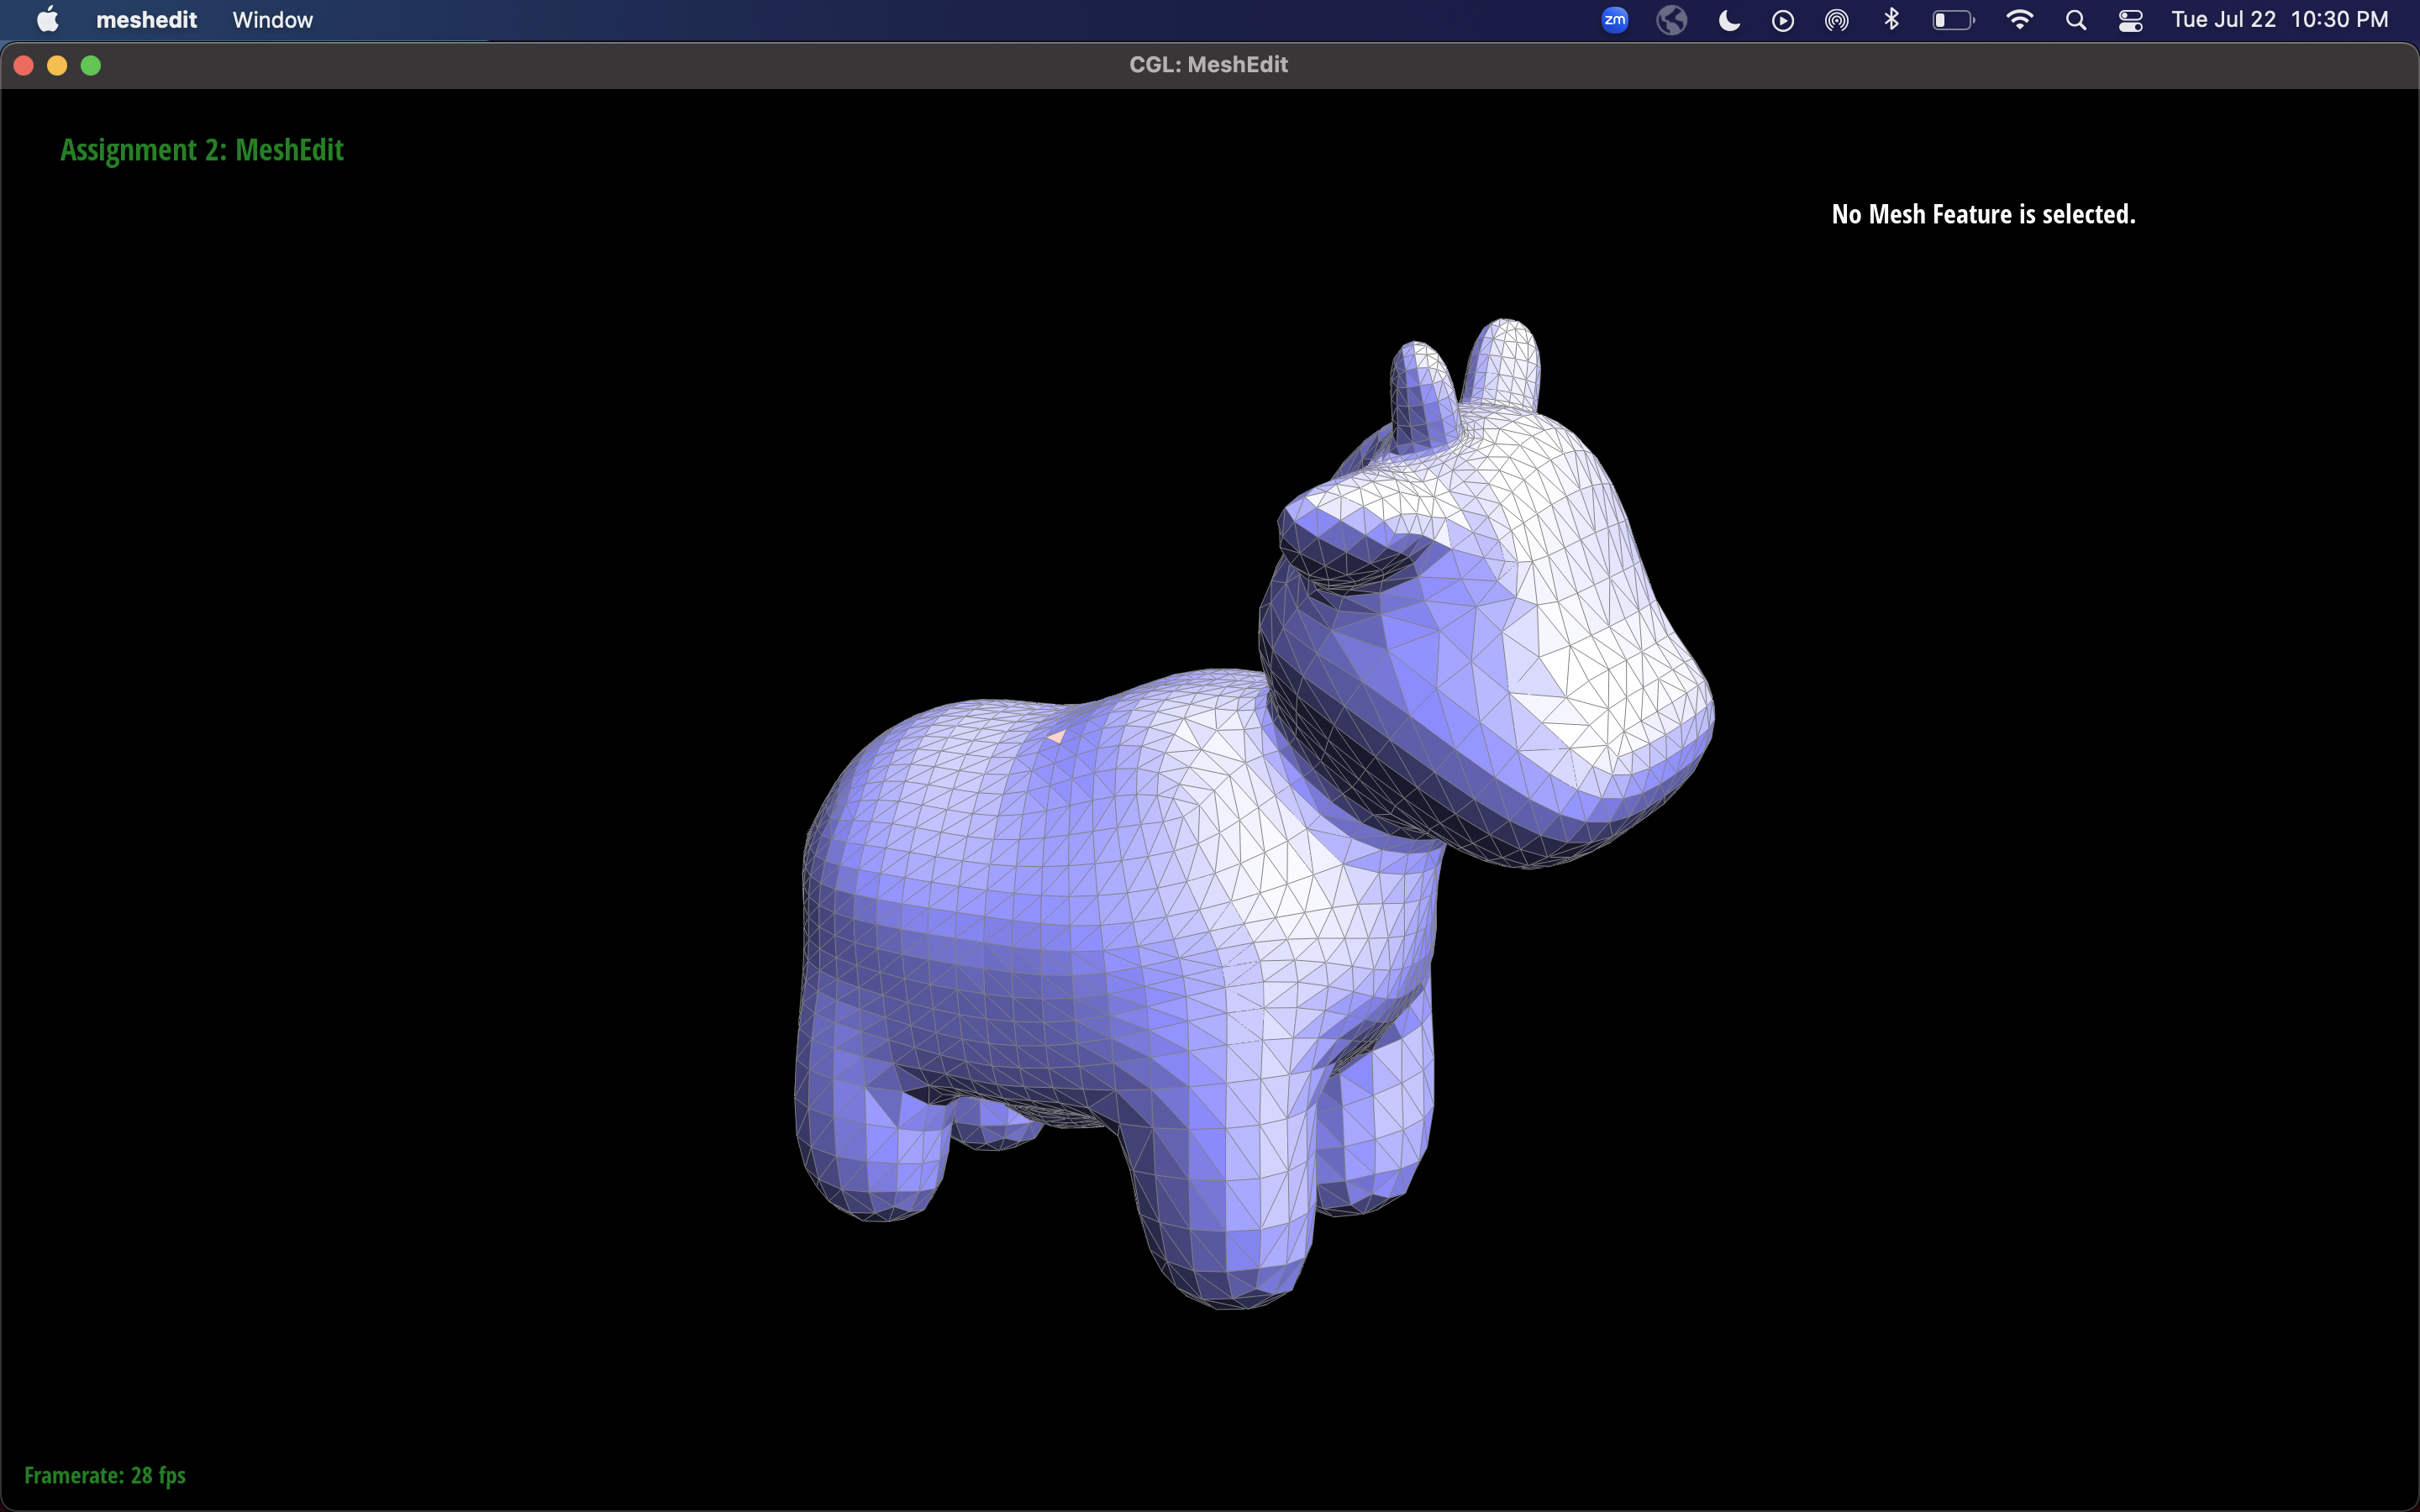 meshedit Window zm Tue Jul 22 10:30 PM
CGL: MeshEdit
Assignment 2: MeshEdit
No Mesh Feature is selected.
Framerate: 28 fps